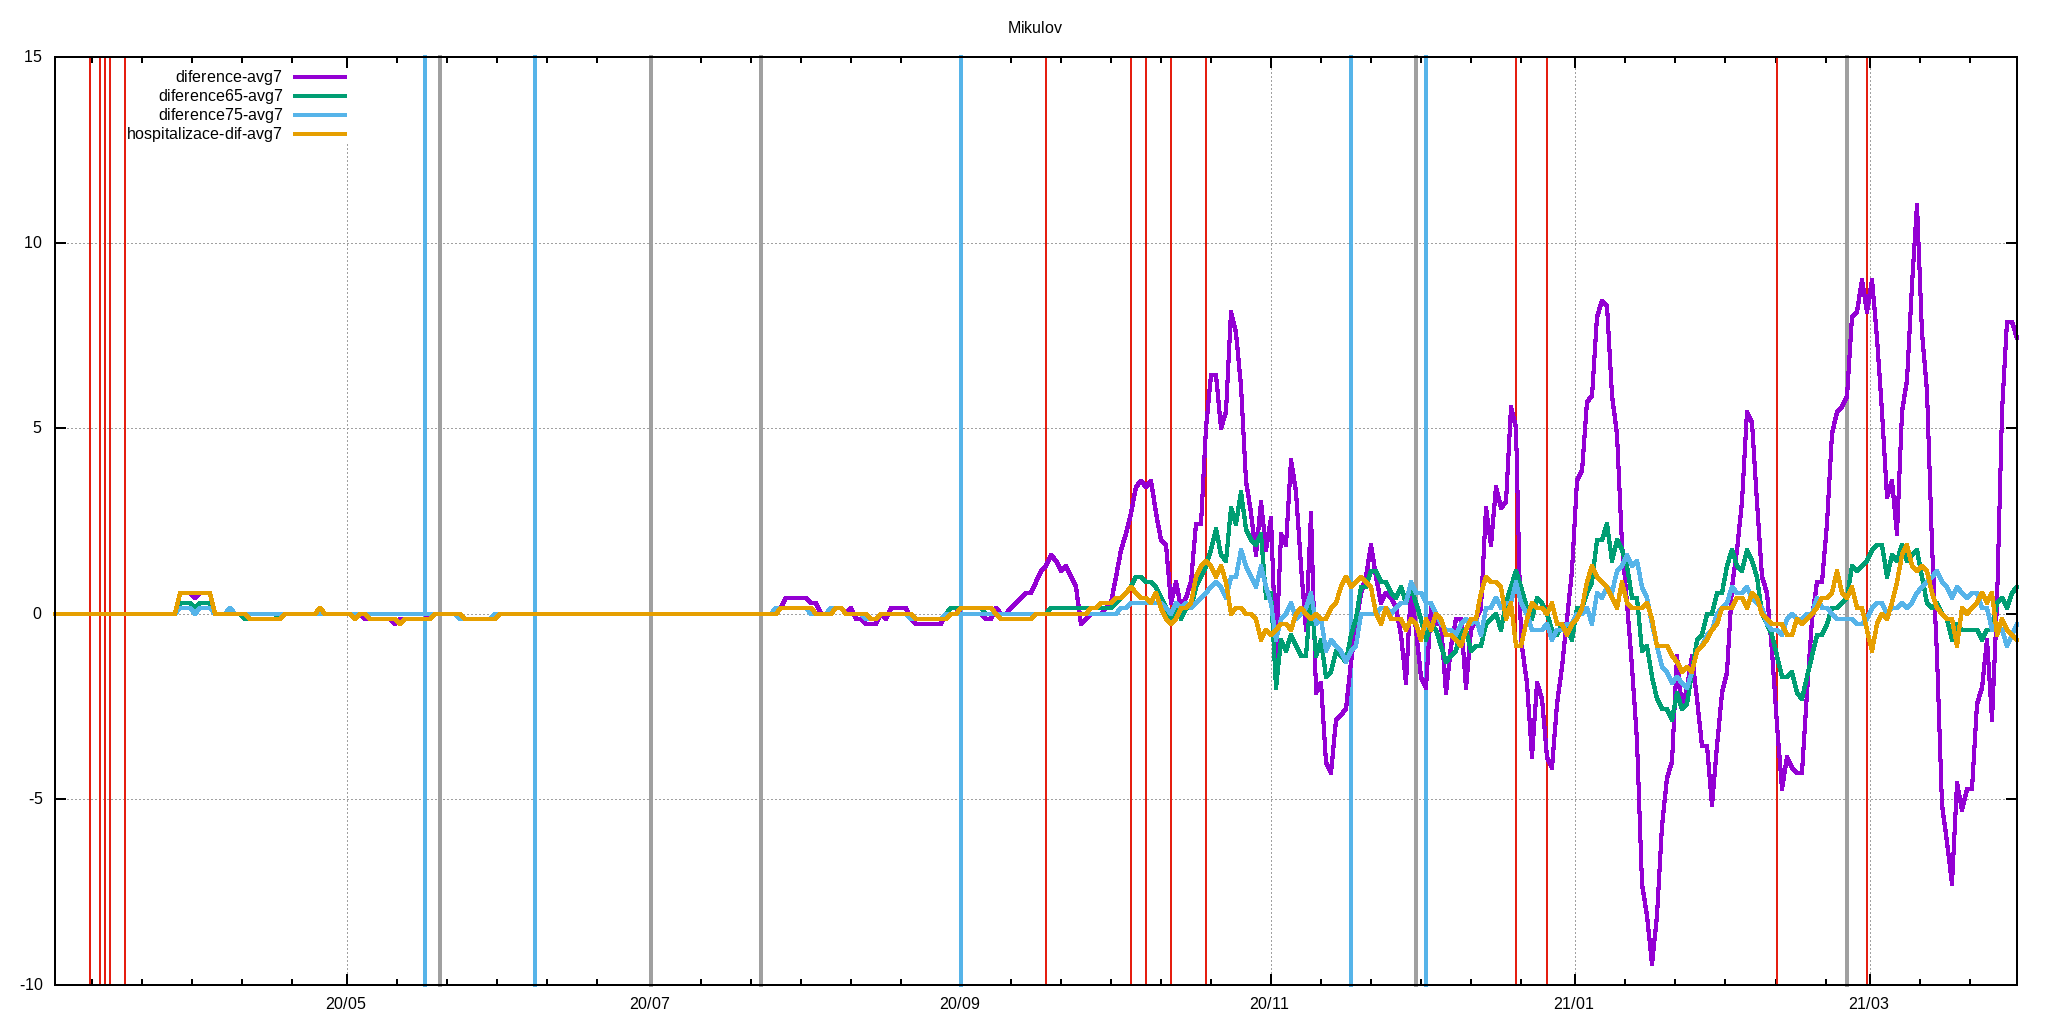 Mikulov
15
10
5
0
-5
-10
diference-avg7
diference65-avg7
diference75-avg7
hospitalizace-dif-avg7
20/05 20/07 20/09 20/11 21/01 21/03